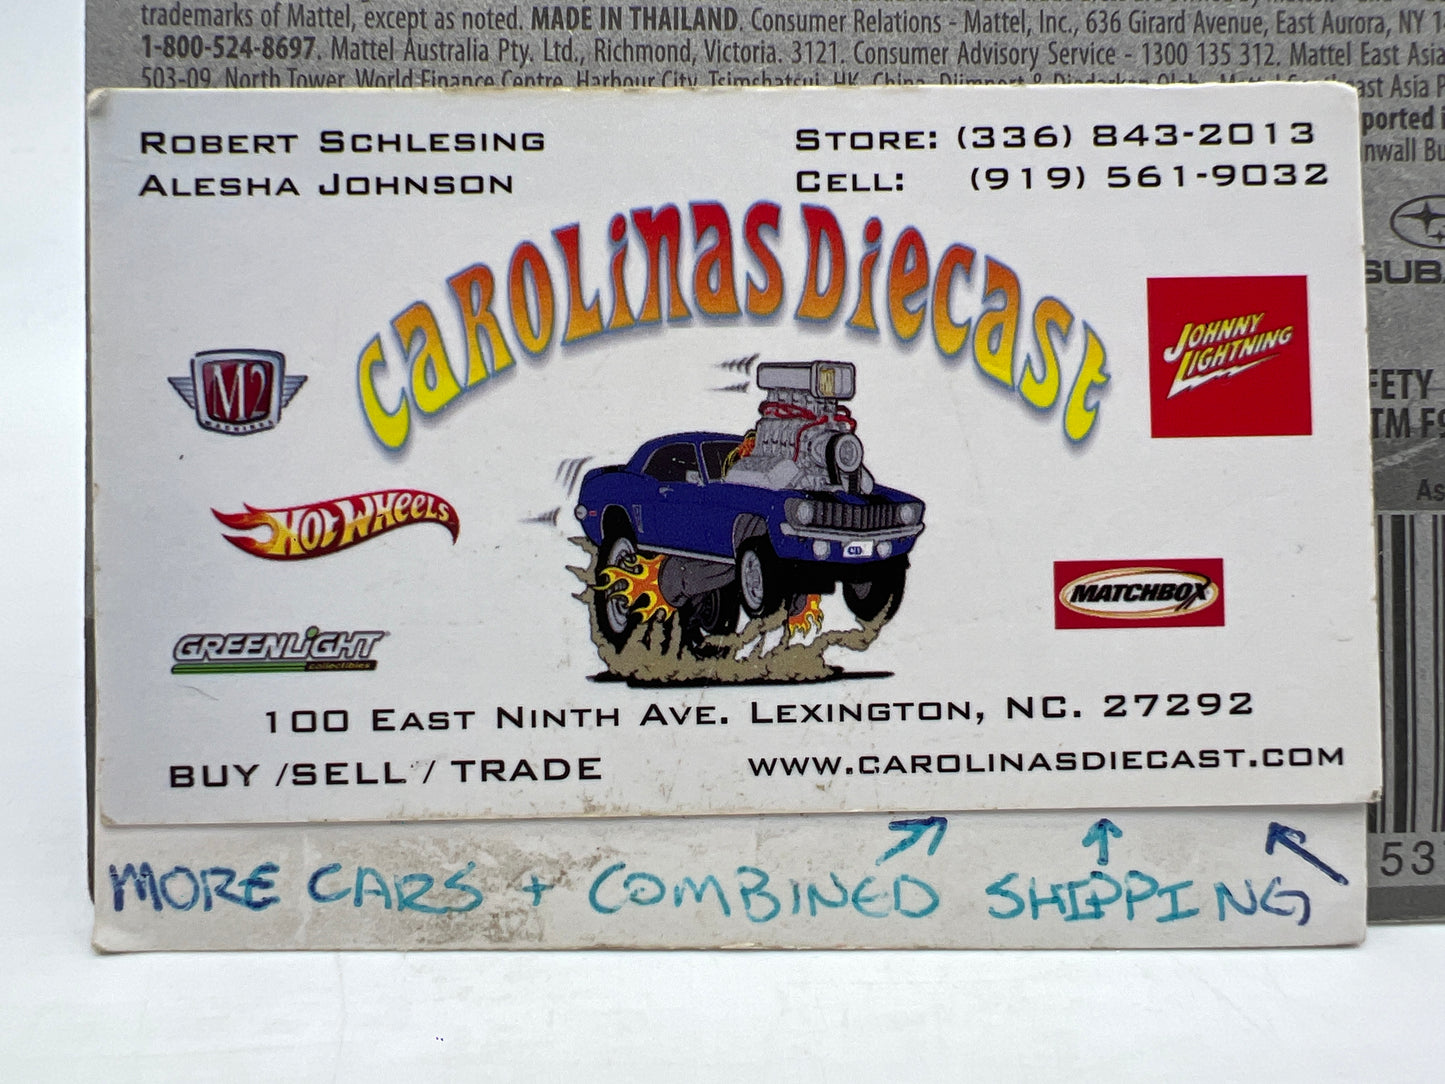 trademarks of Mattel, except as noted. MADE IN THAILAND. Consumer Relations - Mattel, Inc., 636 Girard Avenue, East Aurora, NY
1-800-524-8697. Mattel Australia Pty. Ltd., Richmond, Victoria. 3121. Consumer Advisory Service - 1300 135 312. Mattel East Asia
503-09, North Tower, World Finance Centre, Harbour City, Tsimshatsui, HK, China.
ROBERT SCHLESING
ALESHA JOHNSON
STORE: (336) 843-2013
CELL: (919) 561-9032
CAROLINAS DIECAST
M2
MACHINES
JOHNNY
LIGHTNING
HOT WHEELS
MATCHBOX
GREENLIGHT
collectibles
100 EAST NINTH AVE. LEXINGTON, NC. 27292
BUY /SELL / TRADE
WWW.CAROLINASDIECAST.COM
MORE CARS + COMBINED SHIPPING